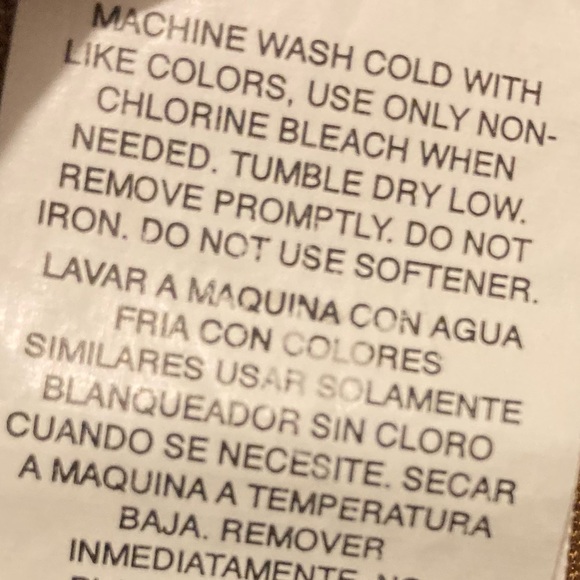 MACHINE WASH COLD WITH
LIKE COLORS, USE ONLY NON-
CHLORINE BLEACH WHEN
NEEDED. TUMBLE DRY LOW.
REMOVE PROMPTLY. DO NOT
IRON. DO NOT USE SOFTENER.
LAVAR A MAQUINA CON AGUA
FRIA CON COLORES
SIMILARES USAR SOLAMENTE
BLANQUEADOR SIN CLORO
CUANDO SE NECESITE. SECAR
A MAQUINA A TEMPERATURA
BAJA. REMOVER
INMEDIATAMENTE.